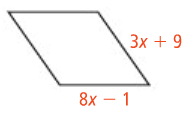 3x + 9
8x − 1